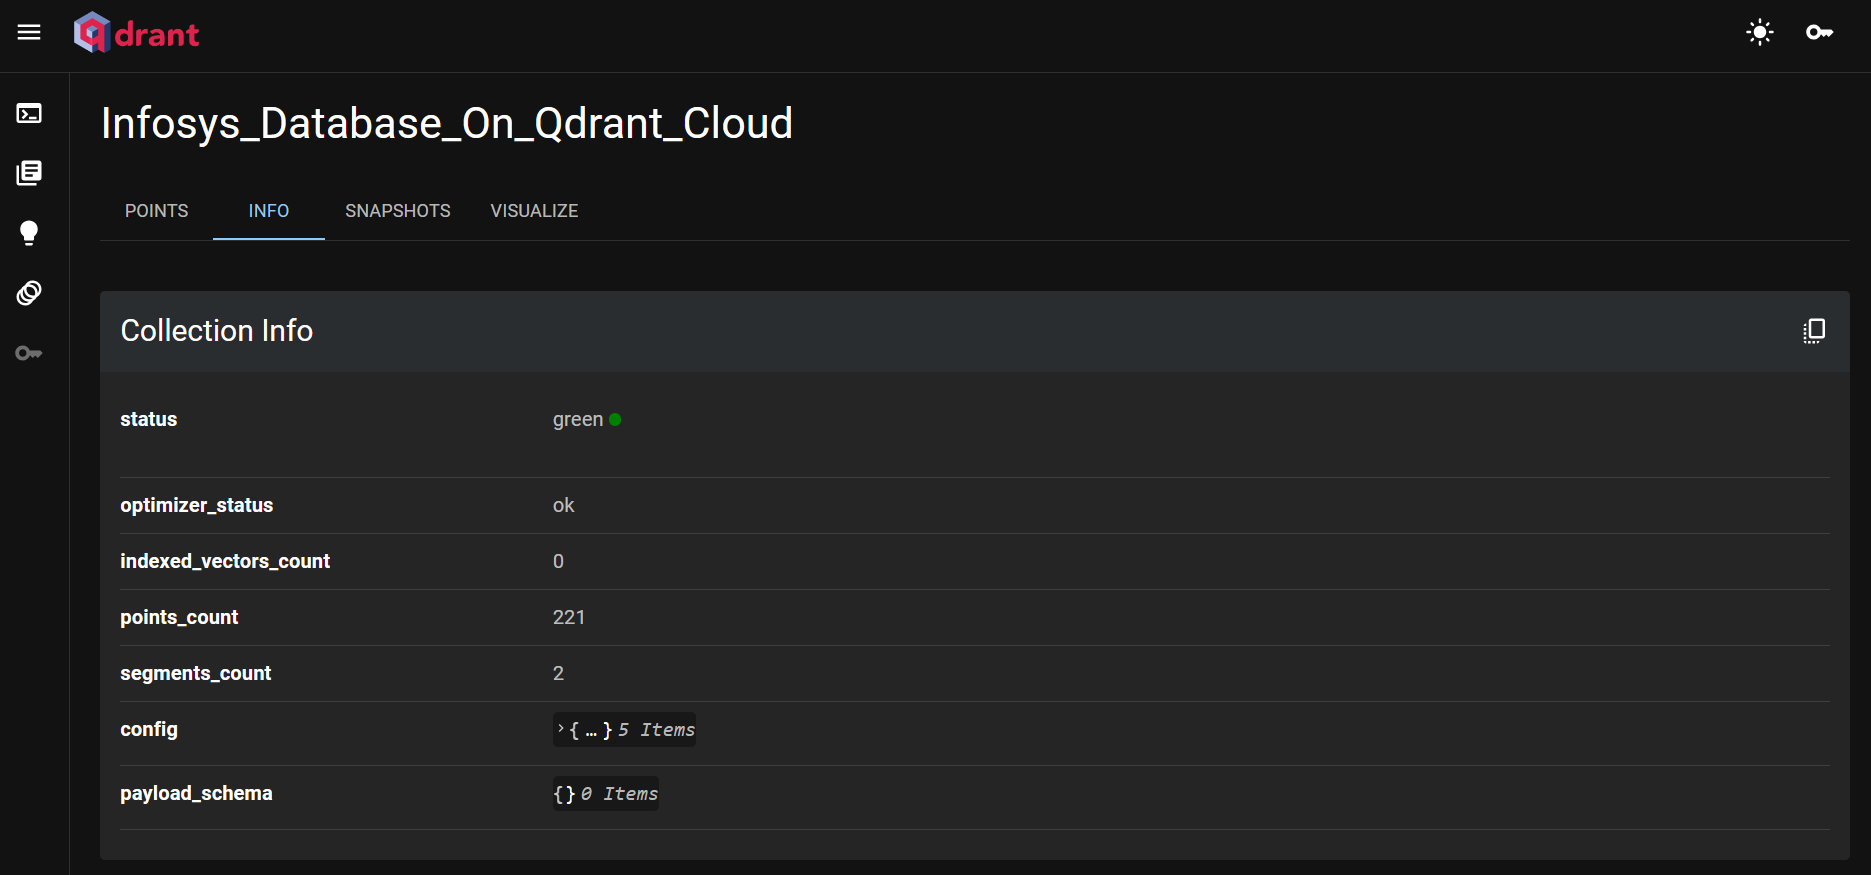 qdrant
Infosys_Database_On_Qdrant_Cloud
POINTS INFO SNAPSHOTS VISUALIZE
Collection Info
status green
optimizer_status ok
indexed_vectors_count 0
points_count 221
segments_count 2
config { … } 5 Items
payload_schema {} 0 Items